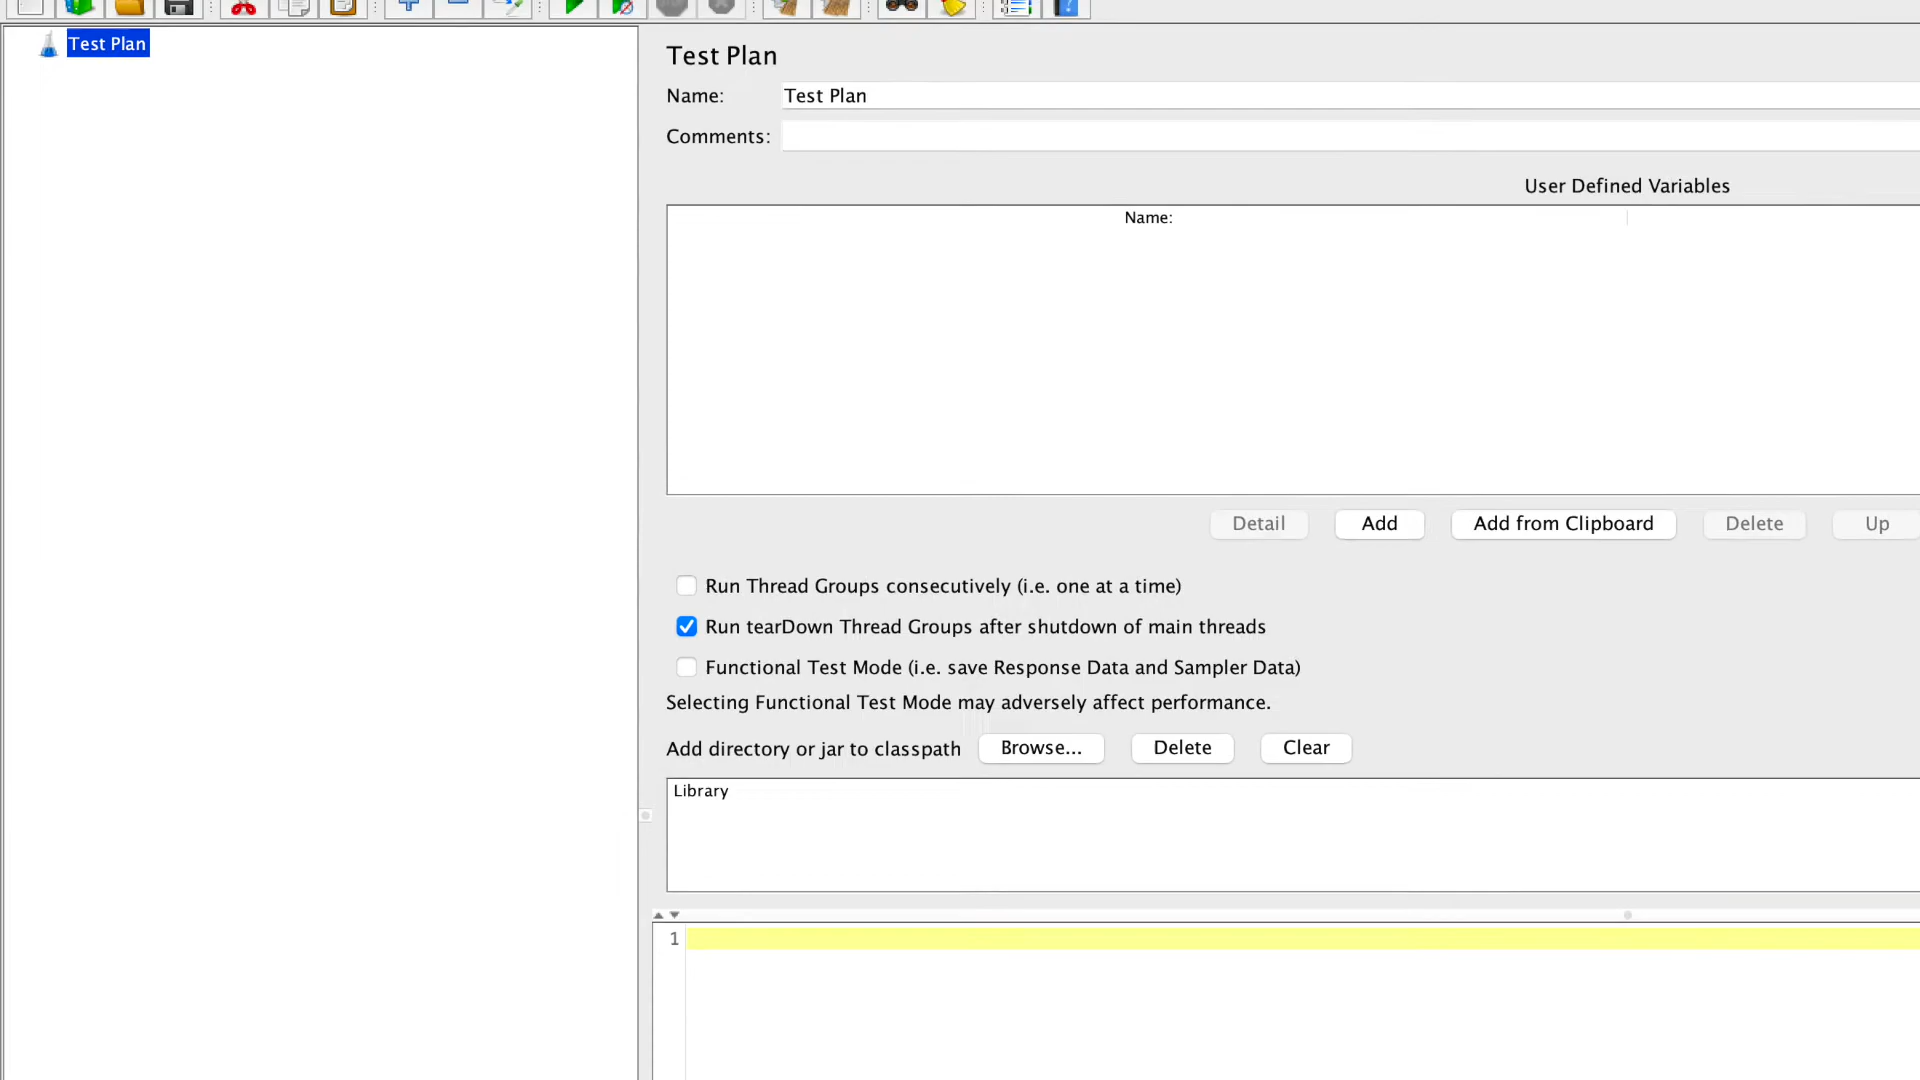 Test Plan
Test Plan
Name: Test Plan
Comments:
User Defined Variables
Name:
Detail Add Add from Clipboard Delete Up
Run Thread Groups consecutively (i.e. one at a time)
Run tearDown Thread Groups after shutdown of main threads
Functional Test Mode (i.e. save Response Data and Sampler Data)
Selecting Functional Test Mode may adversely affect performance.
Add directory or jar to classpath Browse... Delete Clear
Library
1